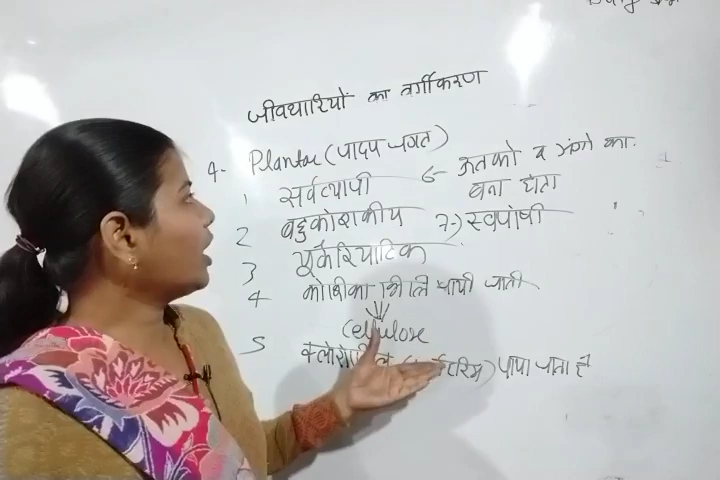 जीवधारियों का वर्गीकरण
4- Plantae (पादप जगत)
1 सर्वव्यापी
2 बहुकोशकीय
3 यूकैरियोटिक
4 कोशिका भित्ति पायी जाती
Cellulose
5 पाया जाता है
6- ऊतको व अंगो का
बना होता
7-) स्वपोषी